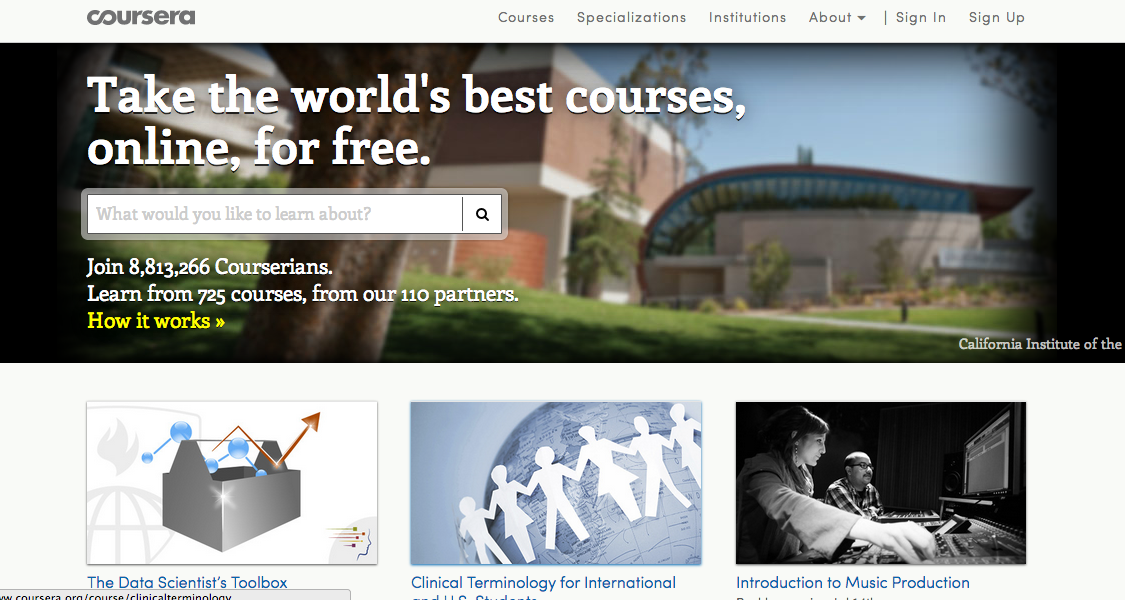 coursera
Courses Specializations Institutions About | Sign In Sign Up
Take the world's best courses,
online, for free.
What would you like to learn about?
Join 8,813,266 Courserians.
Learn from 725 courses, from our 110 partners.
How it works »
California Institute of the
The Data Scientist's Toolbox
Clinical Terminology for International
and U.S. Students
Introduction to Music Production
ww.coursera.org/course/clinicalterminology